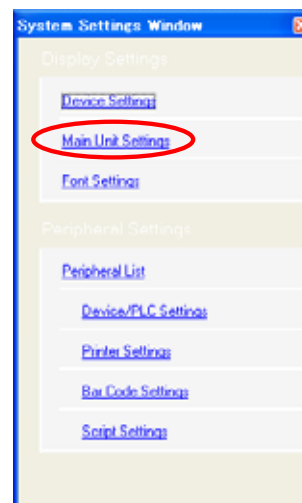 System Settings Window
Display Settings
Device Settings
Main Unit Settings
Font Settings
Peripheral Settings
Peripheral List
Device/PLC Settings
Printer Settings
Bar Code Settings
Script Settings